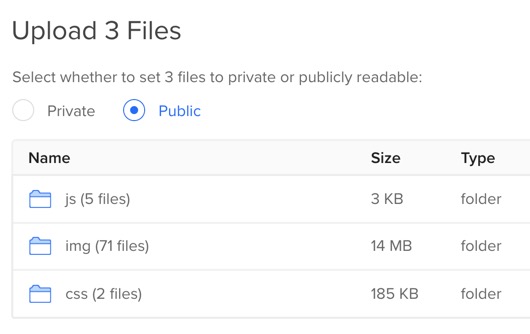 Upload 3 Files
Select whether to set 3 files to private or publicly readable:
Private Public
Name Size Type
js (5 files) 3 KB folder
img (71 files) 14 MB folder
css (2 files) 185 KB folder